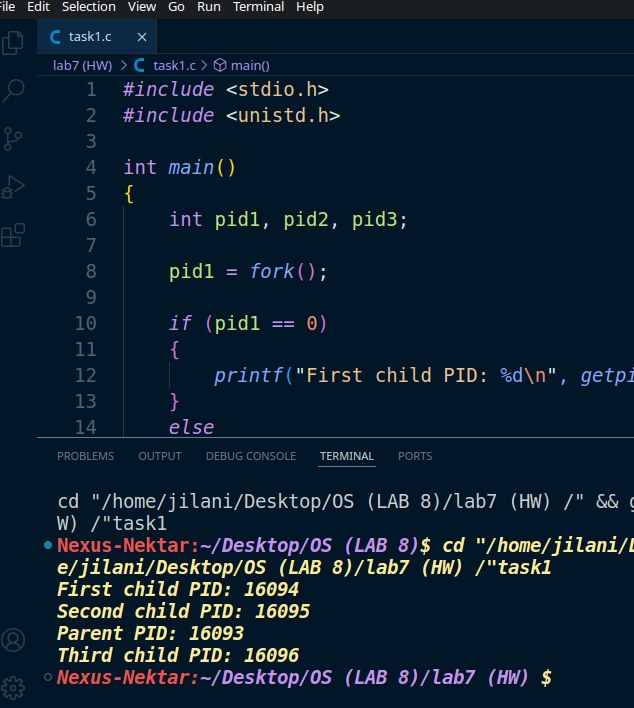 File Edit Selection View Go Run Terminal Help
task1.c
lab7 (HW) > C task1.c > main()
1 #include <stdio.h>
2 #include <unistd.h>
3
4 int main()
5 {
6 int pid1, pid2, pid3;
7
8 pid1 = fork();
9
10 if (pid1 == 0)
11 {
12 printf("First child PID: %d\n", getpi
13 }
14 else
PROBLEMS OUTPUT DEBUG CONSOLE TERMINAL PORTS
cd "/home/jilani/Desktop/OS (LAB 8)/lab7 (HW) /" && g
W) /"task1
Nexus-Nektar:~/Desktop/OS (LAB 8)$ cd "/home/jilani/D
e/jilani/Desktop/OS (LAB 8)/lab7 (HW) /"task1
First child PID: 16094
Second child PID: 16095
Parent PID: 16093
Third child PID: 16096
Nexus-Nektar:~/Desktop/OS (LAB 8)/lab7 (HW) $